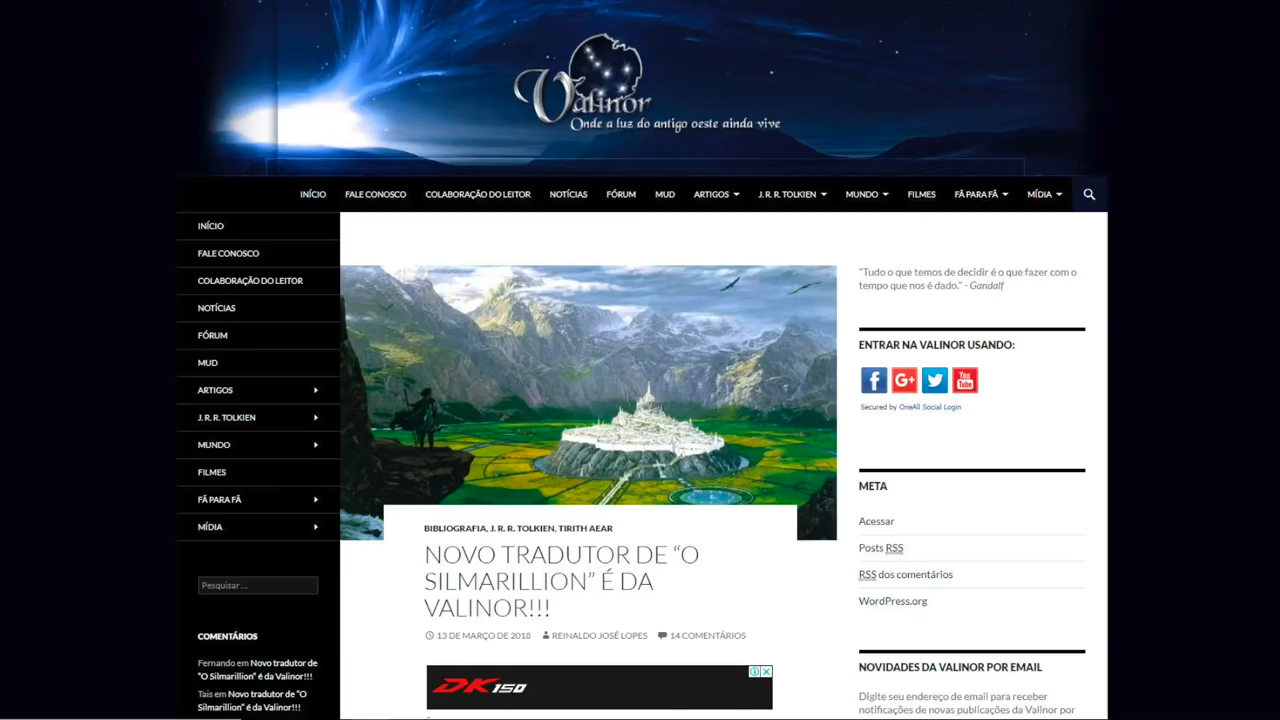 Valinor
Onde a luz do antigo oeste ainda vive
INÍCIO FALE CONOSCO COLABORAÇÃO DO LEITOR NOTÍCIAS FÓRUM MUD ARTIGOS J. R. R. TOLKIEN MUNDO FILMES FÃ PARA FÃ MÍDIA
INÍCIO
FALE CONOSCO
COLABORAÇÃO DO LEITOR
NOTÍCIAS
FÓRUM
MUD
ARTIGOS
J. R. R. TOLKIEN
MUNDO
FILMES
FÃ PARA FÃ
MÍDIA
Pesquisar ...
COMENTÁRIOS
Fernando em Novo tradutor de
"O Silmarillion" é da Valinor!!!
Tais em Novo tradutor de "O
Silmarillion" é da Valinor!!!
BIBLIOGRAFIA, J. R. R. TOLKIEN, TIRITH AEAR
NOVO TRADUTOR DE “O
SILMARILLION” É DA
VALINOR!!!
13 DE MARÇO DE 2018 REINALDO JOSÉ LOPES 14 COMENTÁRIOS
DK150
"Tudo o que temos de decidir é o que fazer com o
tempo que nos é dado." - Gandalf
ENTRAR NA VALINOR USANDO:
f G+ You Tube
Secured by OneAll Social Login
META
Acessar
Posts RSS
RSS dos comentários
WordPress.org
NOVIDADES DA VALINOR POR EMAIL
Digite seu endereço de email para receber
notificações de novas publicações da Valinor por